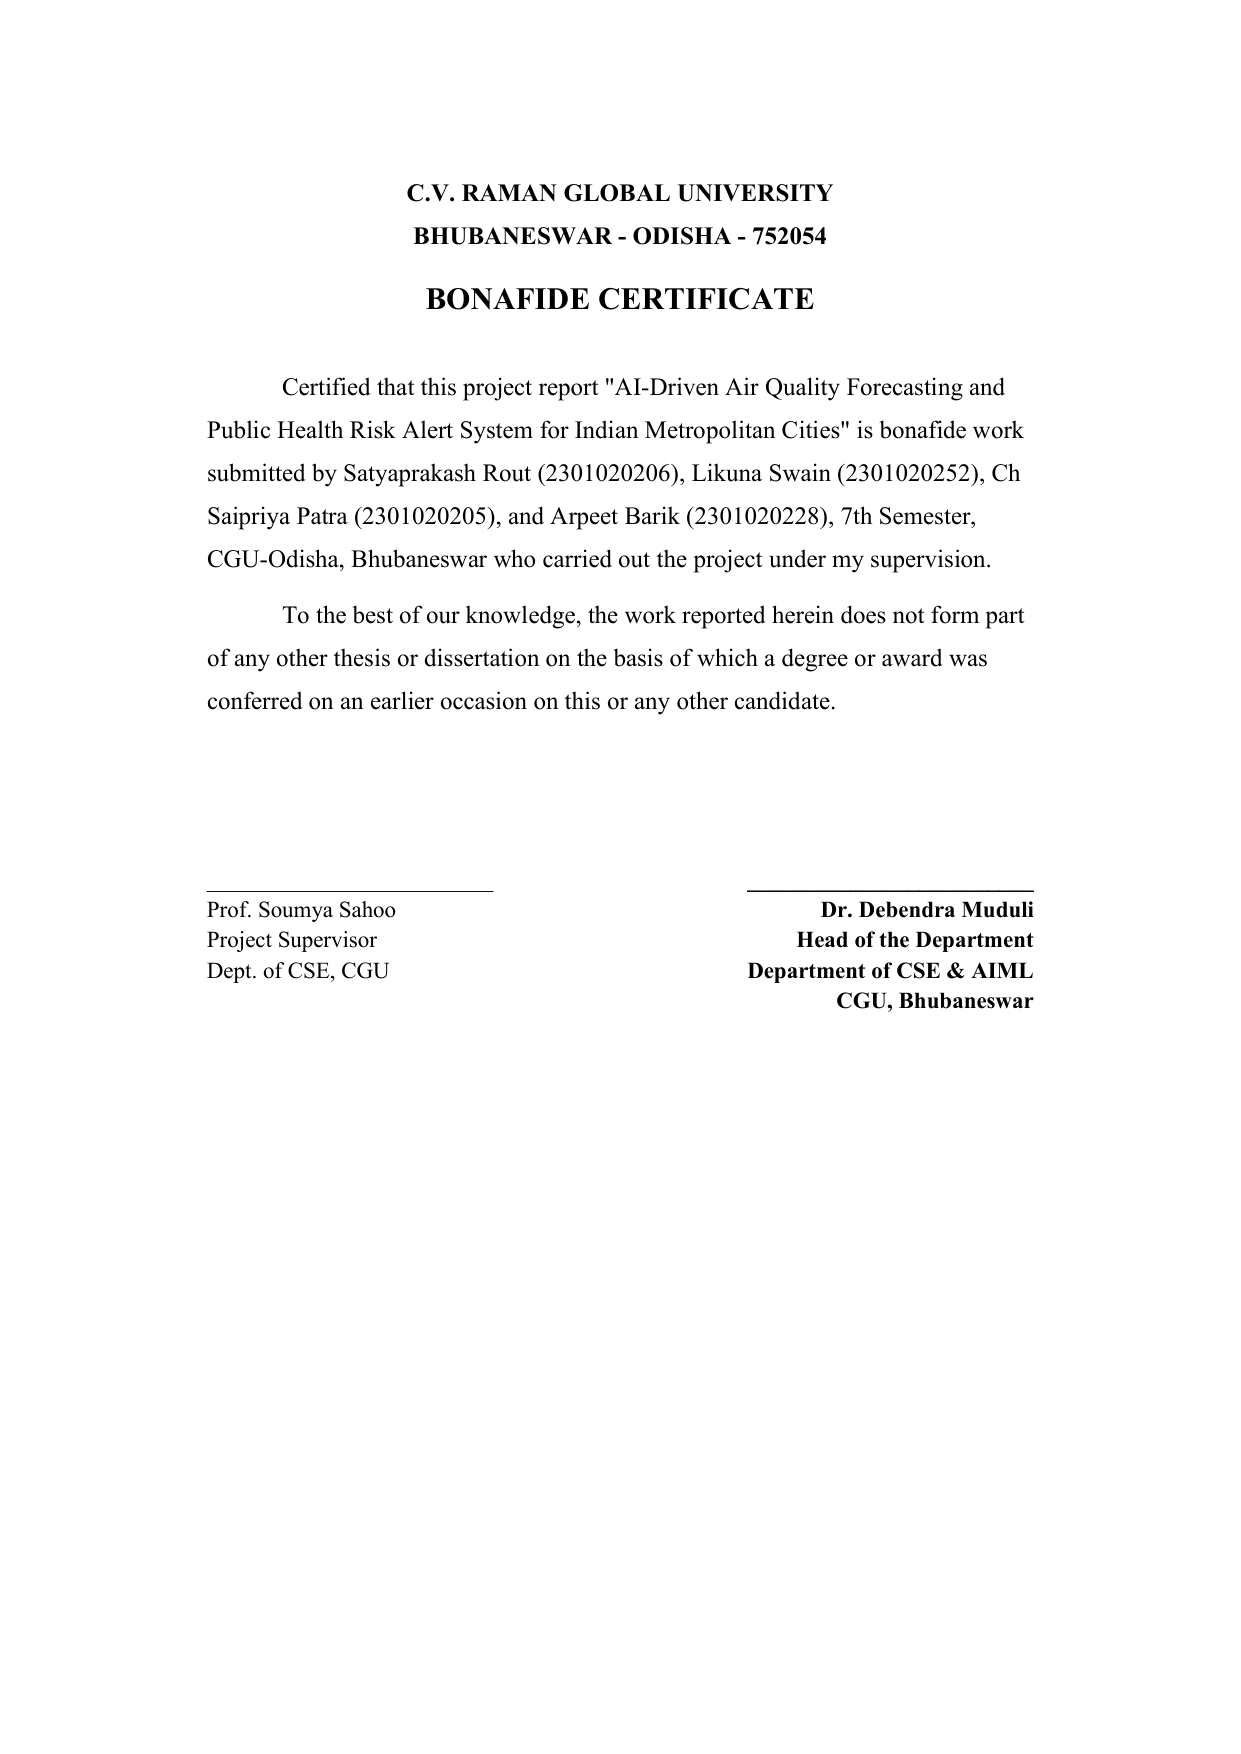 C.V. RAMAN GLOBAL UNIVERSITY
BHUBANESWAR - ODISHA - 752054
BONAFIDE CERTIFICATE
Certified that this project report "AI-Driven Air Quality Forecasting and
Public Health Risk Alert System for Indian Metropolitan Cities" is bonafide work
submitted by Satyaprakash Rout (2301020206), Likuna Swain (2301020252), Ch
Saipriya Patra (2301020205), and Arpeet Barik (2301020228), 7th Semester,
CGU-Odisha, Bhubaneswar who carried out the project under my supervision.
To the best of our knowledge, the work reported herein does not form part
of any other thesis or dissertation on the basis of which a degree or award was
conferred on an earlier occasion on this or any other candidate.
Prof. Soumya Sahoo
Project Supervisor
Dept. of CSE, CGU
Dr. Debendra Muduli
Head of the Department
Department of CSE & AIML
CGU, Bhubaneswar